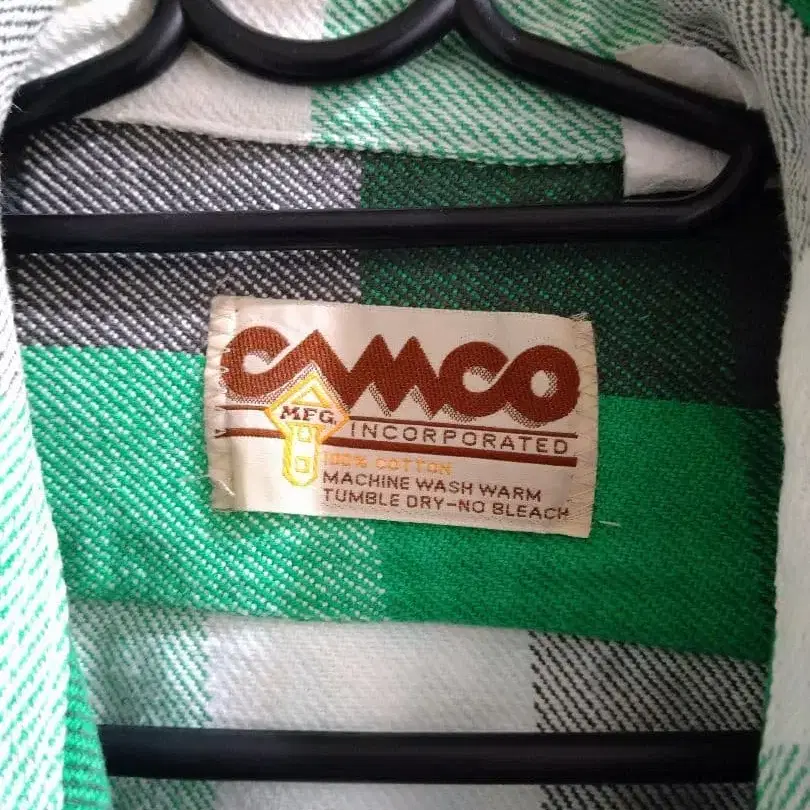 CAMCO
MFG.
INCORPORATED
100% COTTON
MACHINE WASH WARM
TUMBLE DRY-NO BLEACH